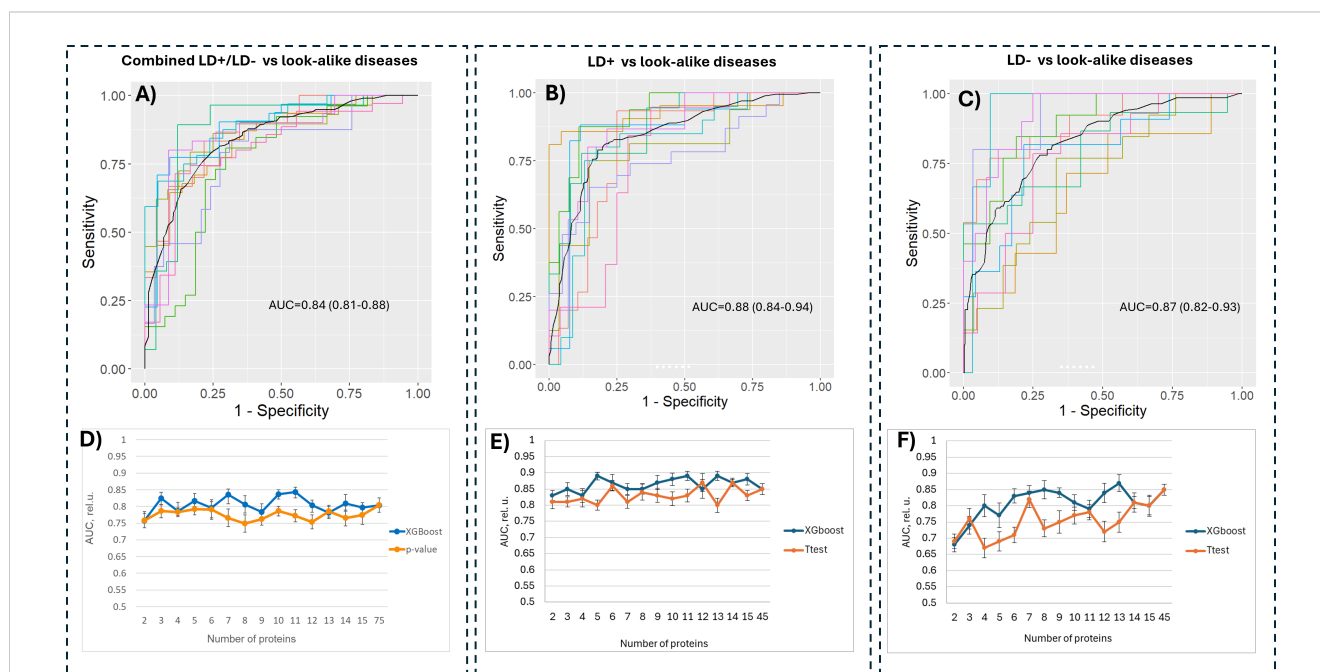 Combined LD+/LD- vs look-alike diseases
A)
1.00
0.75
0.50
0.25
0.00
Sensitivity
AUC=0.84 (0.81-0.88)
0.00 0.25 0.50 0.75 1.00
1 - Specificity
LD+ vs look-alike diseases
B)
1.00
0.75
0.50
0.25
0.00
Sensitivity
AUC=0.88 (0.84-0.94)
0.00 0.25 0.50 0.75 1.00
1 - Specificity
LD- vs look-alike diseases
C)
1.00
0.75
0.50
0.25
0.00
Sensitivity
AUC=0.87 (0.82-0.93)
0.00 0.25 0.50 0.75 1.00
1 - Specificity
D)
1
0.95
0.9
0.85
0.8
0.75
0.7
0.65
0.6
0.55
0.5
AUC, rel.u.
XGBoost
p-value
2 3 4 5 6 7 8 9 10 11 12 13 14 15 75
Number of proteins
E)
1
0.95
0.9
0.85
0.8
0.75
0.7
0.65
0.6
0.55
0.5
AUC, rel. u.
XGboost
Ttest
2 3 4 5 6 7 8 9 10 11 12 13 14 15 45
Number of proteins
F)
1
0.95
0.9
0.85
0.8
0.75
0.7
0.65
0.6
0.55
0.5
AUC, rel. u.
XGboost
Ttest
2 3 4 5 6 7 8 9 10 11 12 13 14 15 45
Number of proteins